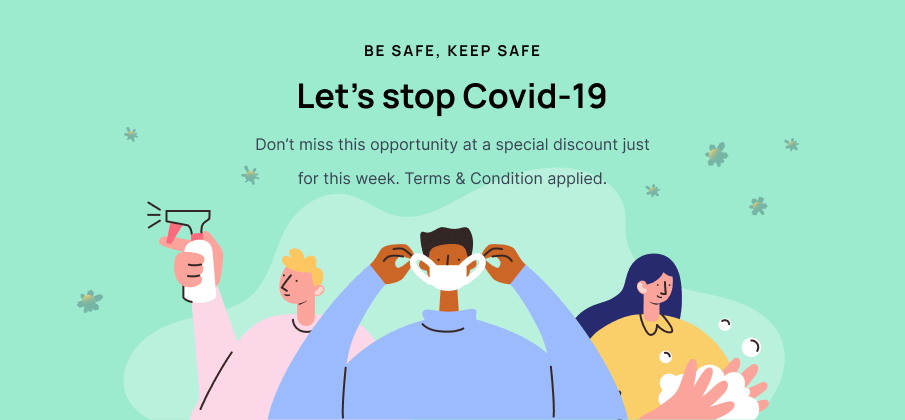 BE SAFE, KEEP SAFE
Let’s stop Covid-19
Don’t miss this opportunity at a special discount just
for this week. Terms & Condition applied.